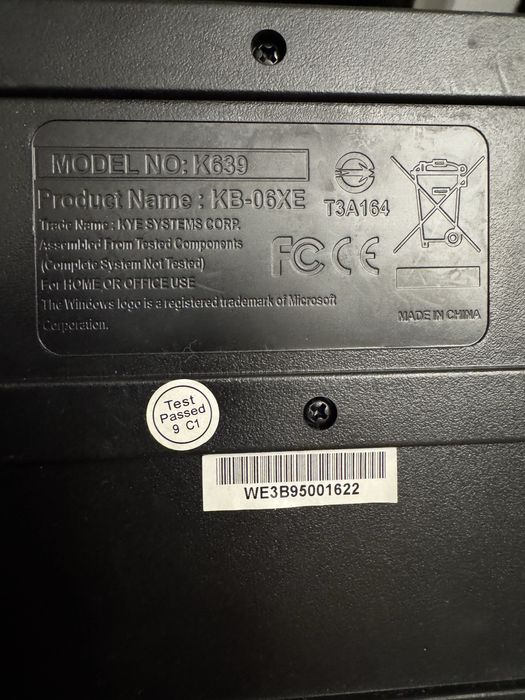 MODEL NO: K639
Product Name : KB-06XE
Trade Name : KYE SYSTEMS CORP.
Assembled From Tested Components
(Complete System Not Tested)
For HOME OR OFFICE USE
The Windows logo is a registered trademark of Microsoft
Corporation.
T3A164
FC CE
MADE IN CHINA
Test
Passed
9 C1
WE3B95001622